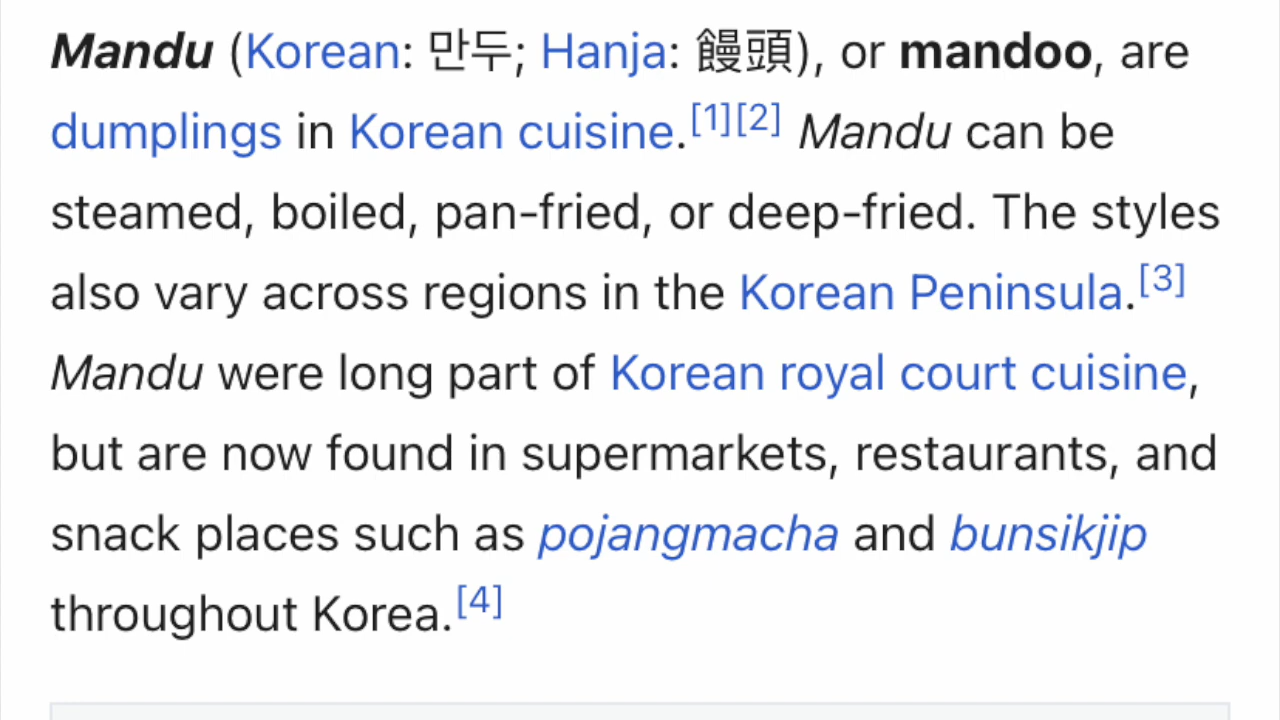 Mandu (Korean: 만두; Hanja: 饅頭), or mandoo, are
dumplings in Korean cuisine.[1][2] Mandu can be
steamed, boiled, pan-fried, or deep-fried. The styles
also vary across regions in the Korean Peninsula.[3]
Mandu were long part of Korean royal court cuisine,
but are now found in supermarkets, restaurants, and
snack places such as pojangmacha and bunsikjip
throughout Korea.[4]